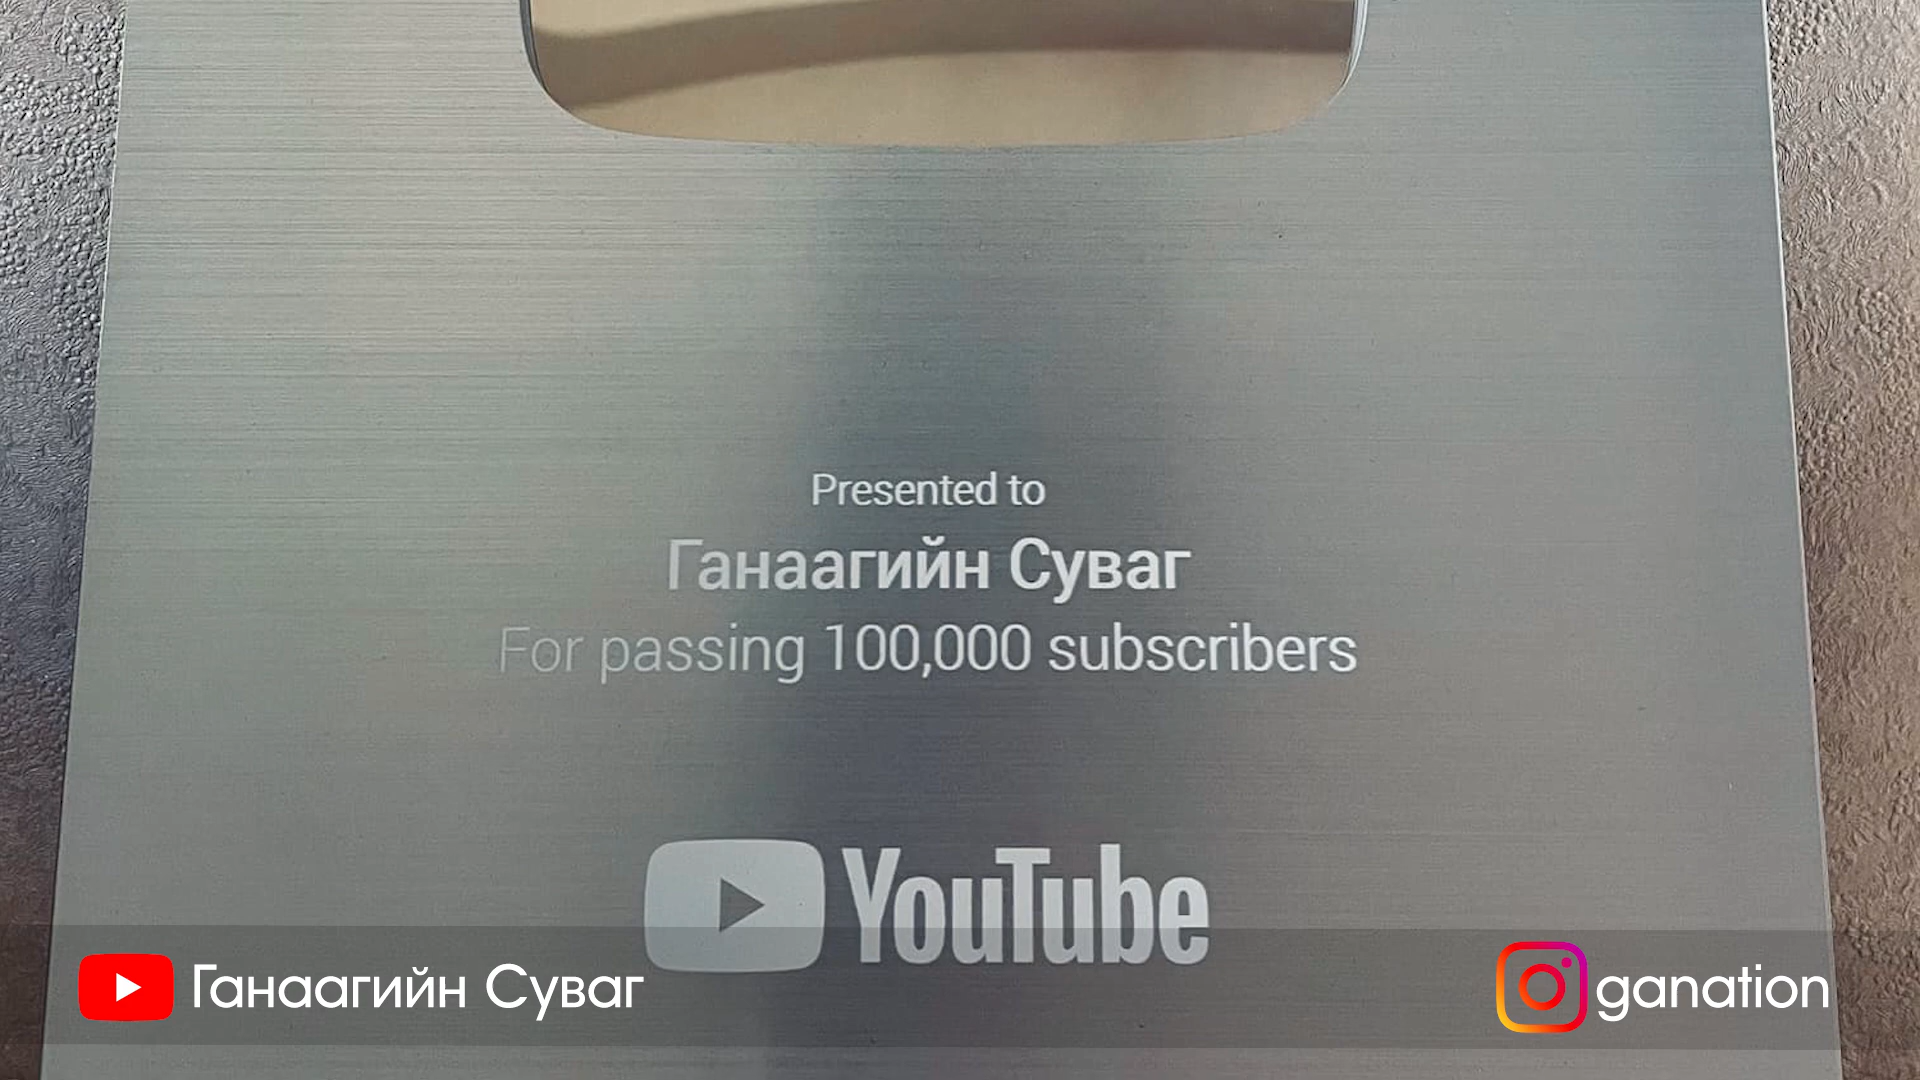 Presented to
Ганаагийн Суваг
For passing 100,000 subscribers
YouTube
Ганаагийн Суваг
ganation